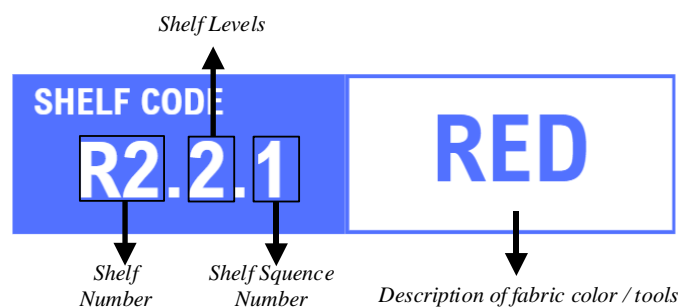 Shelf Levels
SHELF CODE
R2.2.1
RED
Shelf
Number
Shelf Squence
Number
Description of fabric color / tools